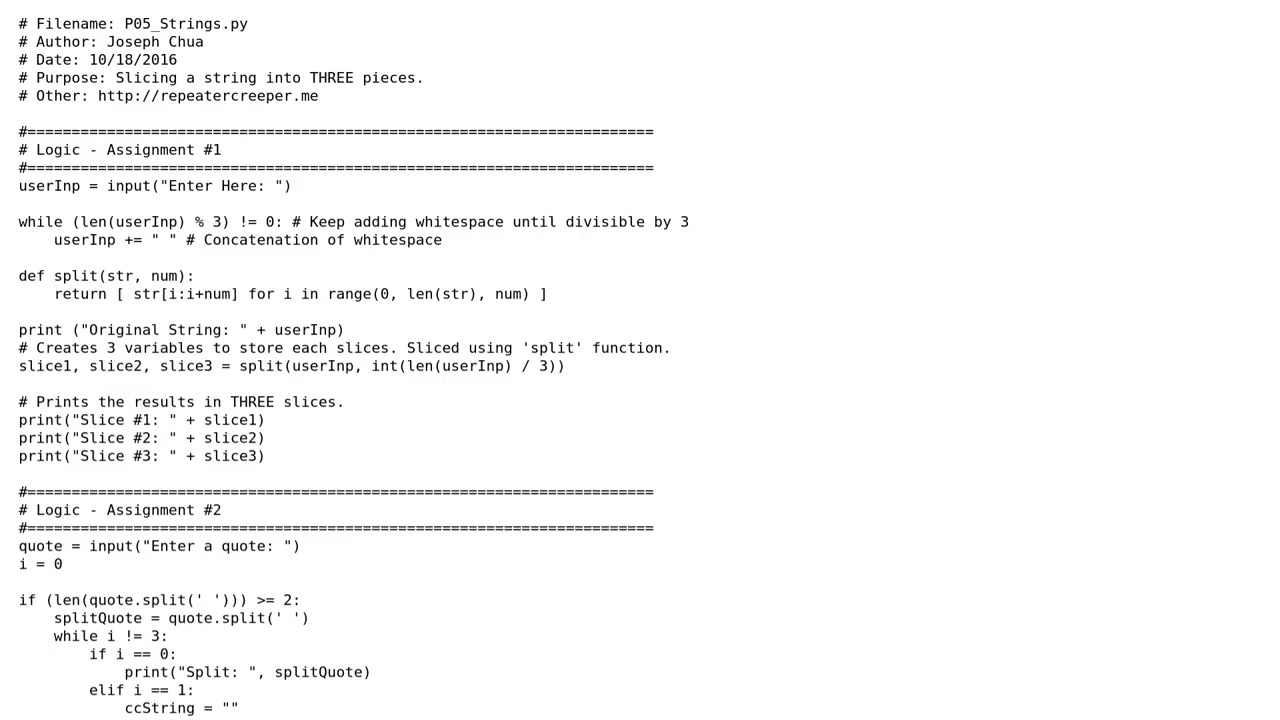 # Filename: P05_Strings.py
# Author: Joseph Chua
# Date: 10/18/2016
# Purpose: Slicing a string into THREE pieces.
# Other: http://repeatercreeper.me

#=======================================================================
# Logic - Assignment #1
#=======================================================================
userInp = input("Enter Here: ")

while (len(userInp) % 3) != 0: # Keep adding whitespace until divisible by 3
    userInp += " " # Concatenation of whitespace

def split(str, num):
    return [ str[i:i+num] for i in range(0, len(str), num) ]

print ("Original String: " + userInp)
# Creates 3 variables to store each slices. Sliced using 'split' function.
slice1, slice2, slice3 = split(userInp, int(len(userInp) / 3))

# Prints the results in THREE slices.
print("Slice #1: " + slice1)
print("Slice #2: " + slice2)
print("Slice #3: " + slice3)

#=======================================================================
# Logic - Assignment #2
#=======================================================================
quote = input("Enter a quote: ")
i = 0

if (len(quote.split(' '))) >= 2:
    splitQuote = quote.split(' ')
    while i != 3:
        if i == 0:
            print("Split: ", splitQuote)
        elif i == 1:
            ccString = ""